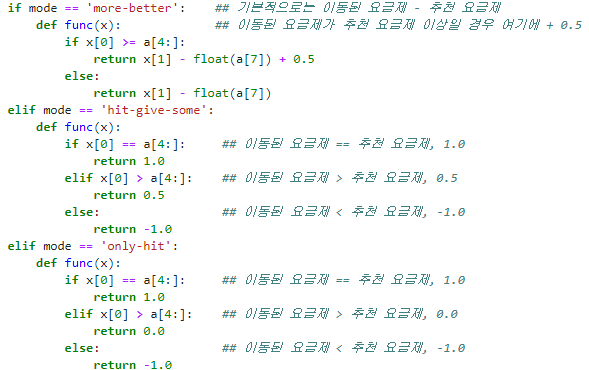 if mode == 'more-better':    ## 기본적으로는 이동된 요금제 - 추천 요금제
    def func(x):             ## 이동된 요금제가 추천 요금제 이상일 경우 여기에 + 0.5
        if x[0] >= a[4:]:
            return x[1] - float(a[7]) + 0.5
        else:
            return x[1] - float(a[7])
elif mode == 'hit-give-some':
    def func(x):
        if x[0] == a[4:]:     ## 이동된 요금제 == 추천 요금제, 1.0
            return 1.0
        elif x[0] > a[4:]:    ## 이동된 요금제 > 추천 요금제, 0.5
            return 0.5
        else:                 ## 이동된 요금제 < 추천 요금제, -1.0
            return -1.0
elif mode == 'only-hit':
    def func(x):
        if x[0] == a[4:]:     ## 이동된 요금제 == 추천 요금제, 1.0
            return 1.0
        elif x[0] > a[4:]:    ## 이동된 요금제 > 추천 요금제, 0.0
            return 0.0
        else:                 ## 이동된 요금제 < 추천 요금제, -1.0
            return -1.0